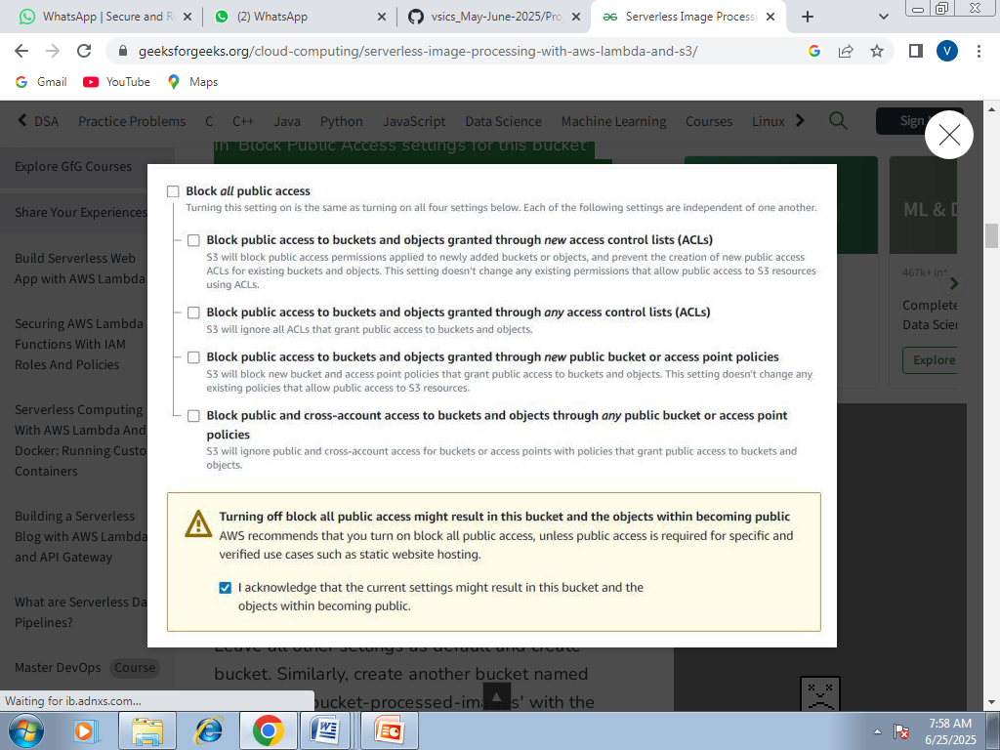 WhatsApp | Secure and R
(2) WhatsApp
vsics_May-June-2025/Pro
Serverless Image Process
geeksforgeeks.org/cloud-computing/serverless-image-processing-with-aws-lambda-and-s3/
V
Gmail
YouTube
Maps
DSA
Practice Problems
C
C++
Java
Python
JavaScript
Data Science
Machine Learning
Courses
Linux
Sign
in 'Block Public Access settings for this bucket'
Explore GfG Courses
Share Your Experiences
Build Serverless Web
App with AWS Lambda
Securing AWS Lambda
Functions With IAM
Roles And Policies
Serverless Computing
With AWS Lambda And
Docker: Running Custo
Containers
Building a Serverless
Blog with AWS Lambda
and API Gateway
What are Serverless Da
Pipelines?
Master DevOps
Course
Block all public access
Turning this setting on is the same as turning on all four settings below. Each of the following settings are independent of one another.
Block public access to buckets and objects granted through new access control lists (ACLs)
S3 will block public access permissions applied to newly added buckets or objects, and prevent the creation of new public access
ACLs for existing buckets and objects. This setting doesn't change any existing permissions that allow public access to S3 resources
using ACLs.
Block public access to buckets and objects granted through any access control lists (ACLs)
S3 will ignore all ACLs that grant public access to buckets and objects.
Block public access to buckets and objects granted through new public bucket or access point policies
S3 will block new bucket and access point policies that grant public access to buckets and objects. This setting doesn't change any
existing policies that allow public access to S3 resources.
Block public and cross-account access to buckets and objects through any public bucket or access point
policies
S3 will ignore public and cross-account access for buckets or access points with policies that grant public access to buckets and
objects.
Turning off block all public access might result in this bucket and the objects within becoming public
AWS recommends that you turn on block all public access, unless public access is required for specific and
verified use cases such as static website hosting.
I acknowledge that the current settings might result in this bucket and the
objects within becoming public.
ML & D
467k+ in
Complete
Data Scien
Explore
Leave all other settings as default and create
bucket. Similarly, create another bucket named
bucket-processed-images' with the
Waiting for ib.adnxs.com...
7:58 AM
6/25/2025